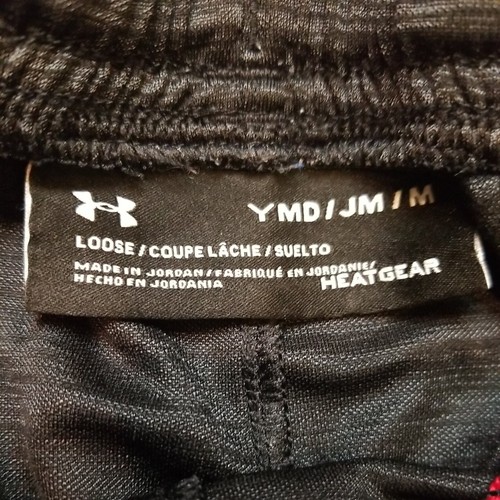 YMD/JM/M
LOOSE/COUPE LÂCHE/SUELTO
MADE IN JORDAN/FABRIQUÉ EN JORDANIE/
HECHO EN JORDANIA
HEATGEAR